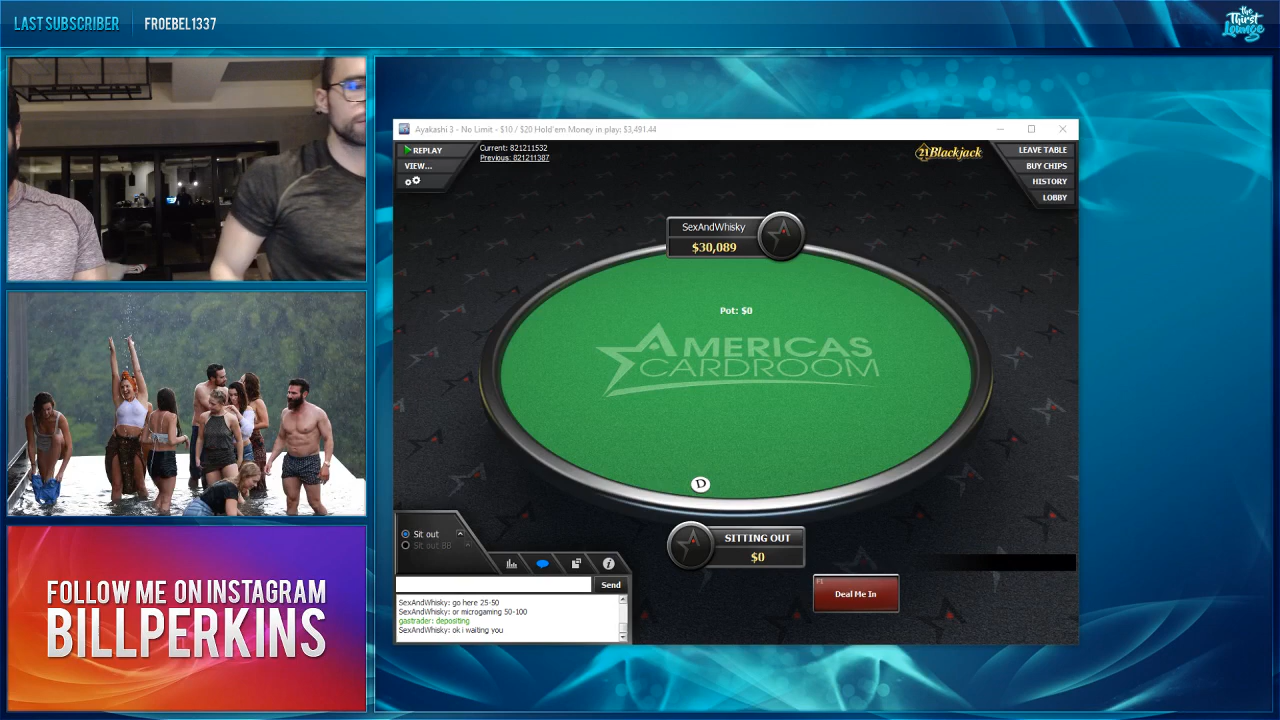 LAST SUBSCRIBER
FROEBEL1337
the
Thirst
Lounge
Ayakashi 3 - No Limit - $10 / $20 Hold'em Money in play: $3,491.44
REPLAY
VIEW...
Current: 821211532
Previous: 821211387
21 Blackjack
LEAVE TABLE
BUY CHIPS
HISTORY
LOBBY
SexAndWhisky
$30,089
Pot: $0
AMERICAS
CARDROOM
D
SITTING OUT
$0
Sit out
Sit out BB
Send
SexAndWhisky: go here 25-50
SexAndWhisky: or microgaming 50-100
gastrader: depositing
SexAndWhisky: ok i waiting you
F1
Deal Me In
FOLLOW ME ON INSTAGRAM
BILLPERKINS